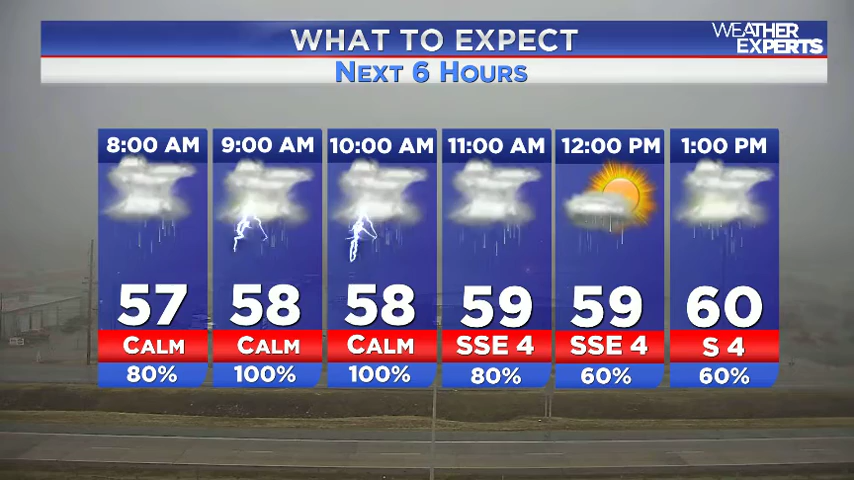 WHAT TO EXPECT
WEATHER
EXPERTS
NEXT 6 HOURS
8:00 AM 9:00 AM 10:00 AM 11:00 AM 12:00 PM 1:00 PM
57 58 58 59 59 60
CALM CALM CALM SSE 4 SSE 4 S 4
80% 100% 100% 80% 60% 60%